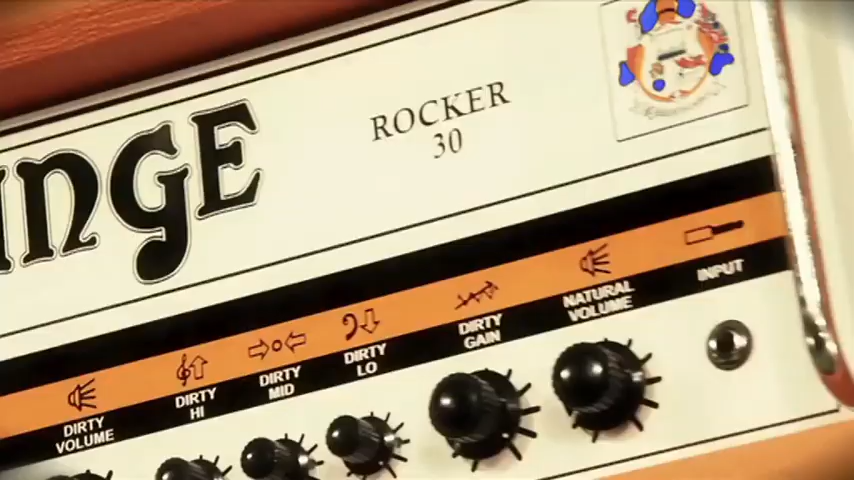 NGE
ROCKER
30
DIRTY
VOLUME
DIRTY
HI
DIRTY
MID
DIRTY
LO
DIRTY
GAIN
NATURAL
VOLUME
INPUT